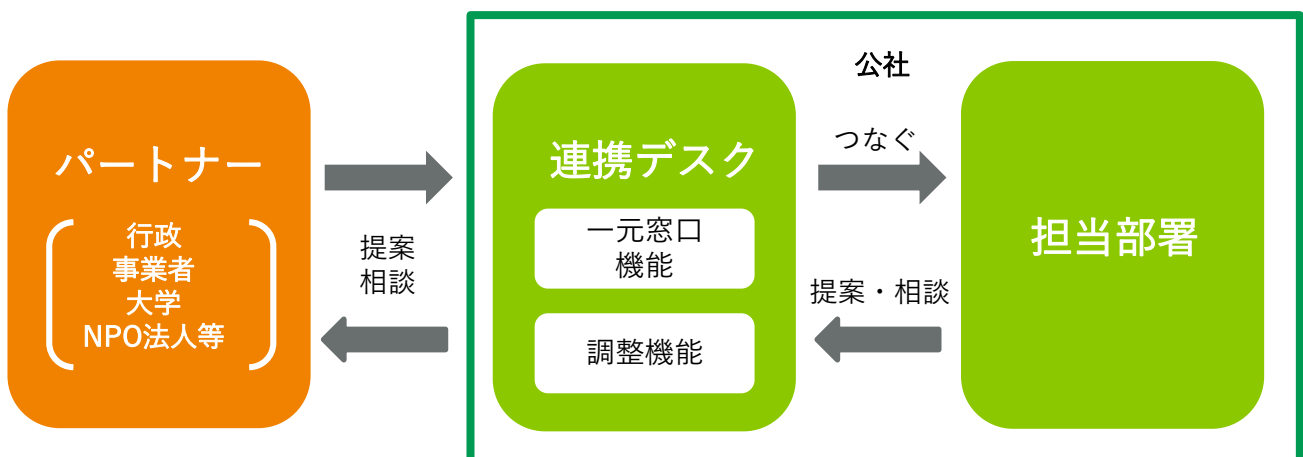 パートナー
行政
事業者
大学
NPO法人等
提案
相談
公社
連携デスク
一元窓口
機能
調整機能
つなぐ
提案・相談
担当部署